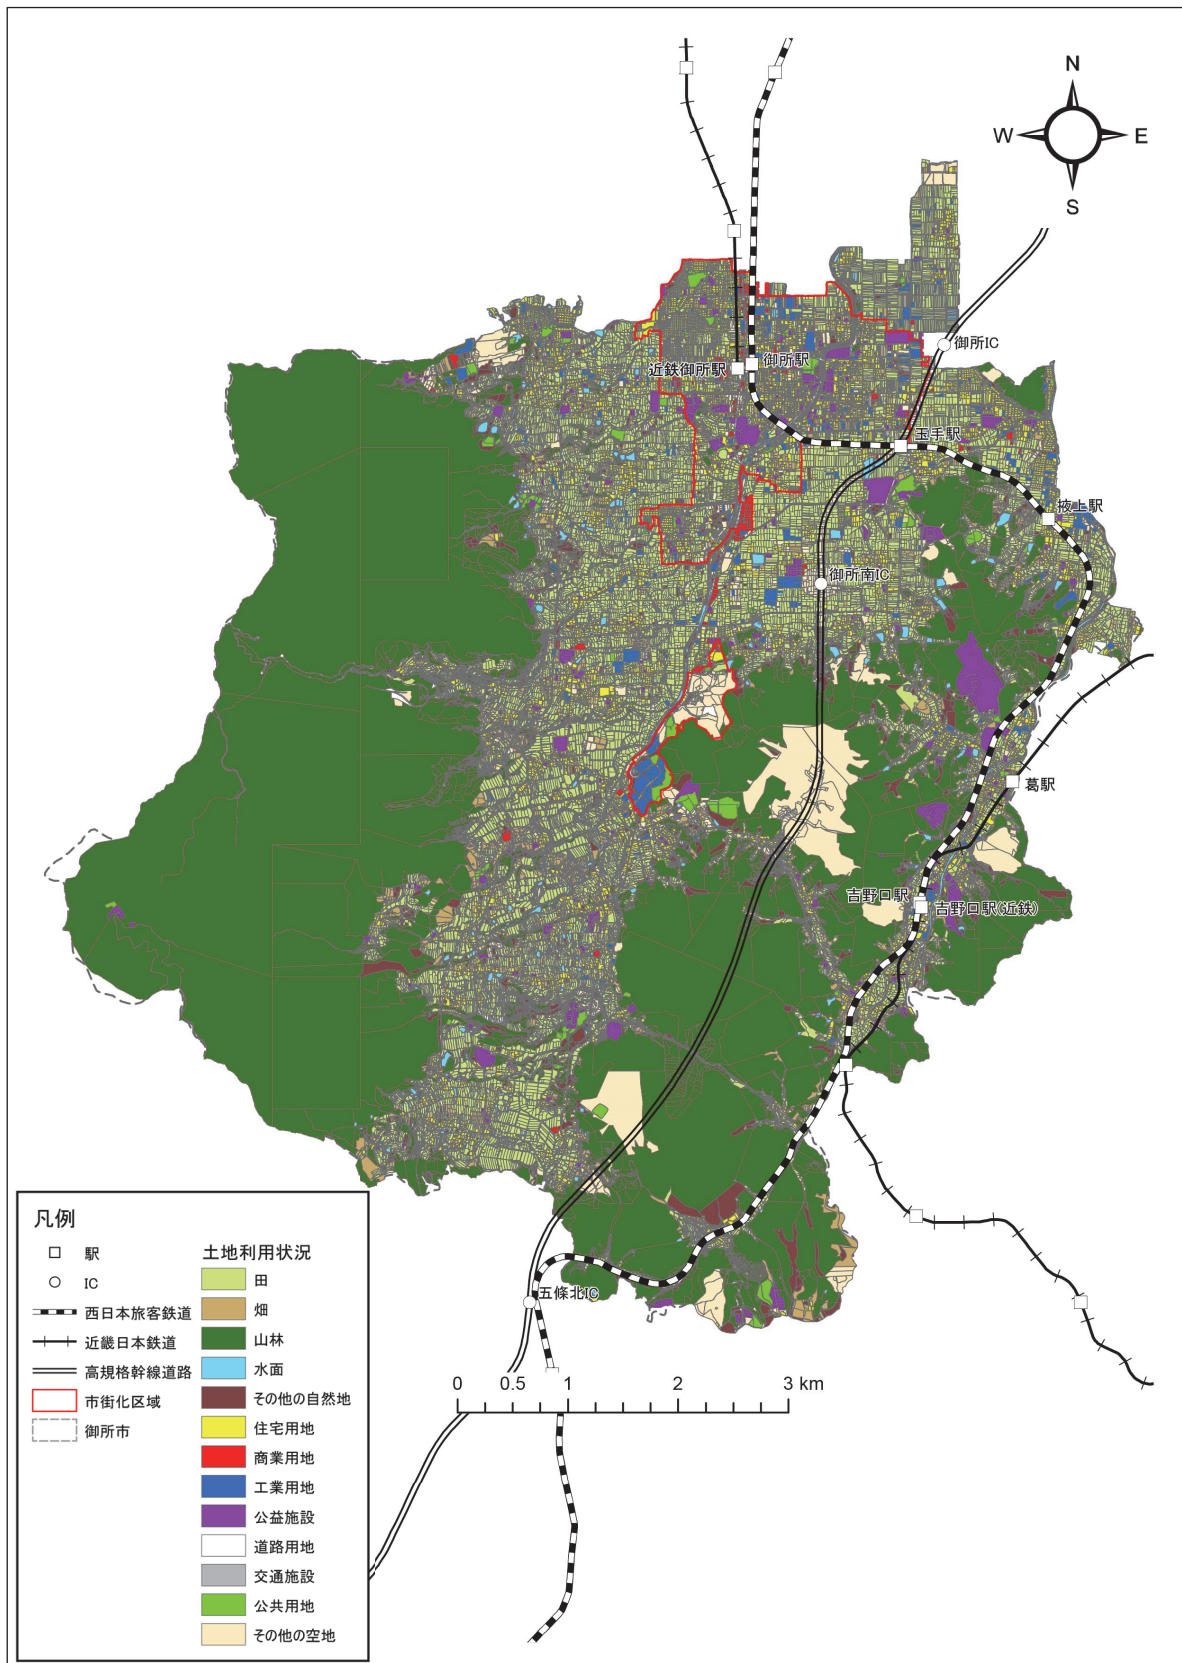 N
W
E
S
御所IC
近鉄御所駅
御所駅
玉手駅
掖上駅
御所南IC
葛駅
吉野口駅
吉野口駅(近鉄)
五條北IC
0 0.5 1 2 3 km
凡例
駅
IC
西日本旅客鉄道
近畿日本鉄道
高規格幹線道路
市街化区域
御所市
土地利用状況
田
畑
山林
水面
その他の自然地
住宅用地
商業用地
工業用地
公益施設
道路用地
交通施設
公共用地
その他の空地